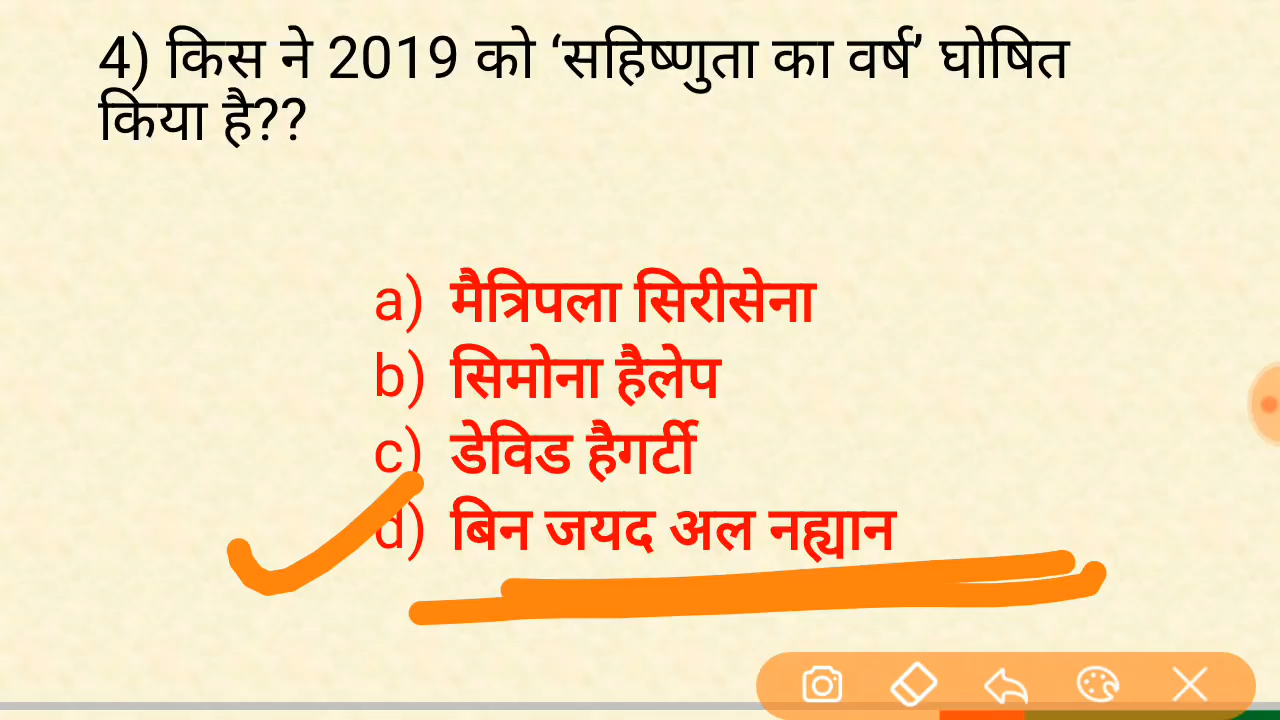 4) किस ने 2019 को ‘सहिष्णुता का वर्ष’ घोषित
किया है??
a) मैत्रिपला सिरीसेना
b) सिमोना हैलेप
c) डेविड हैगर्टी
d) बिन जयद अल नह्यान